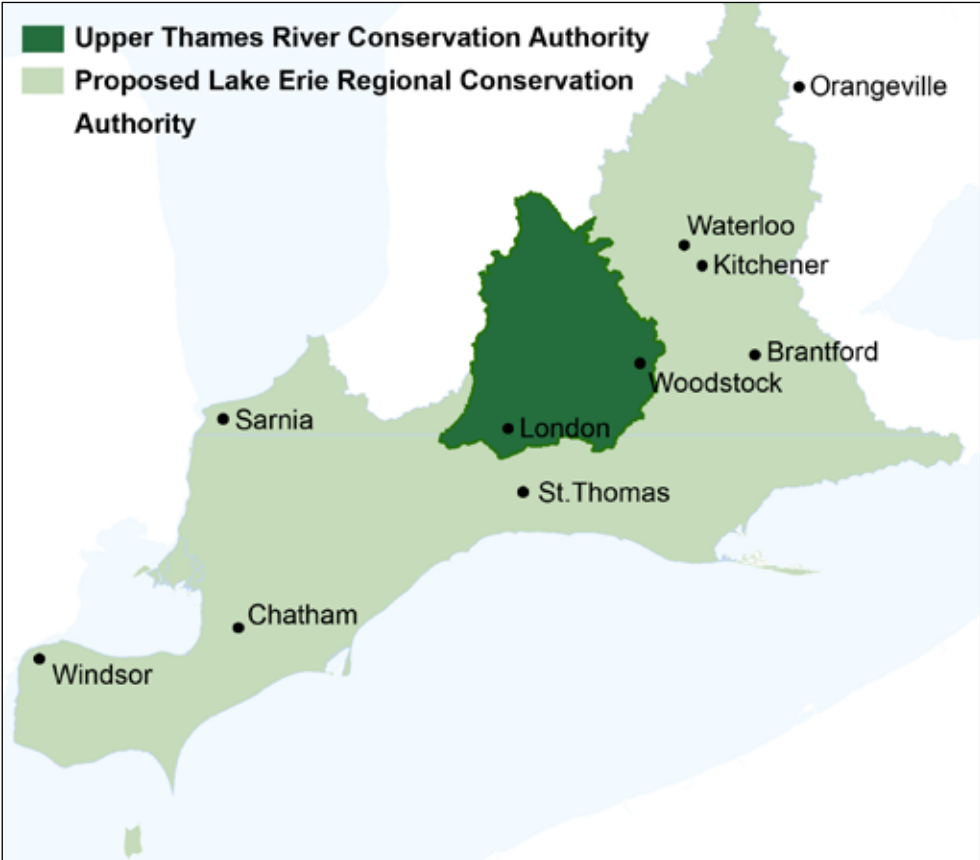 Upper Thames River Conservation Authority
Proposed Lake Erie Regional Conservation
Authority
Orangeville
Waterloo
Kitchener
Brantford
Woodstock
Sarnia
London
St.Thomas
Chatham
Windsor